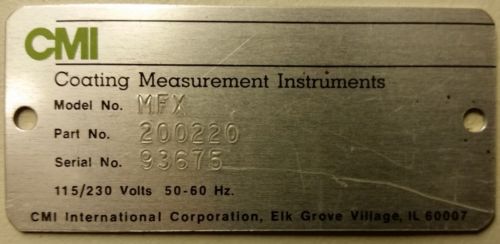 CMI
Coating Measurement Instruments
Model No. MFX
Part No. 200220
Serial No. 93675
115/230 Volts 50-60 Hz.
CMI International Corporation, Elk Grove Village, IL 60007